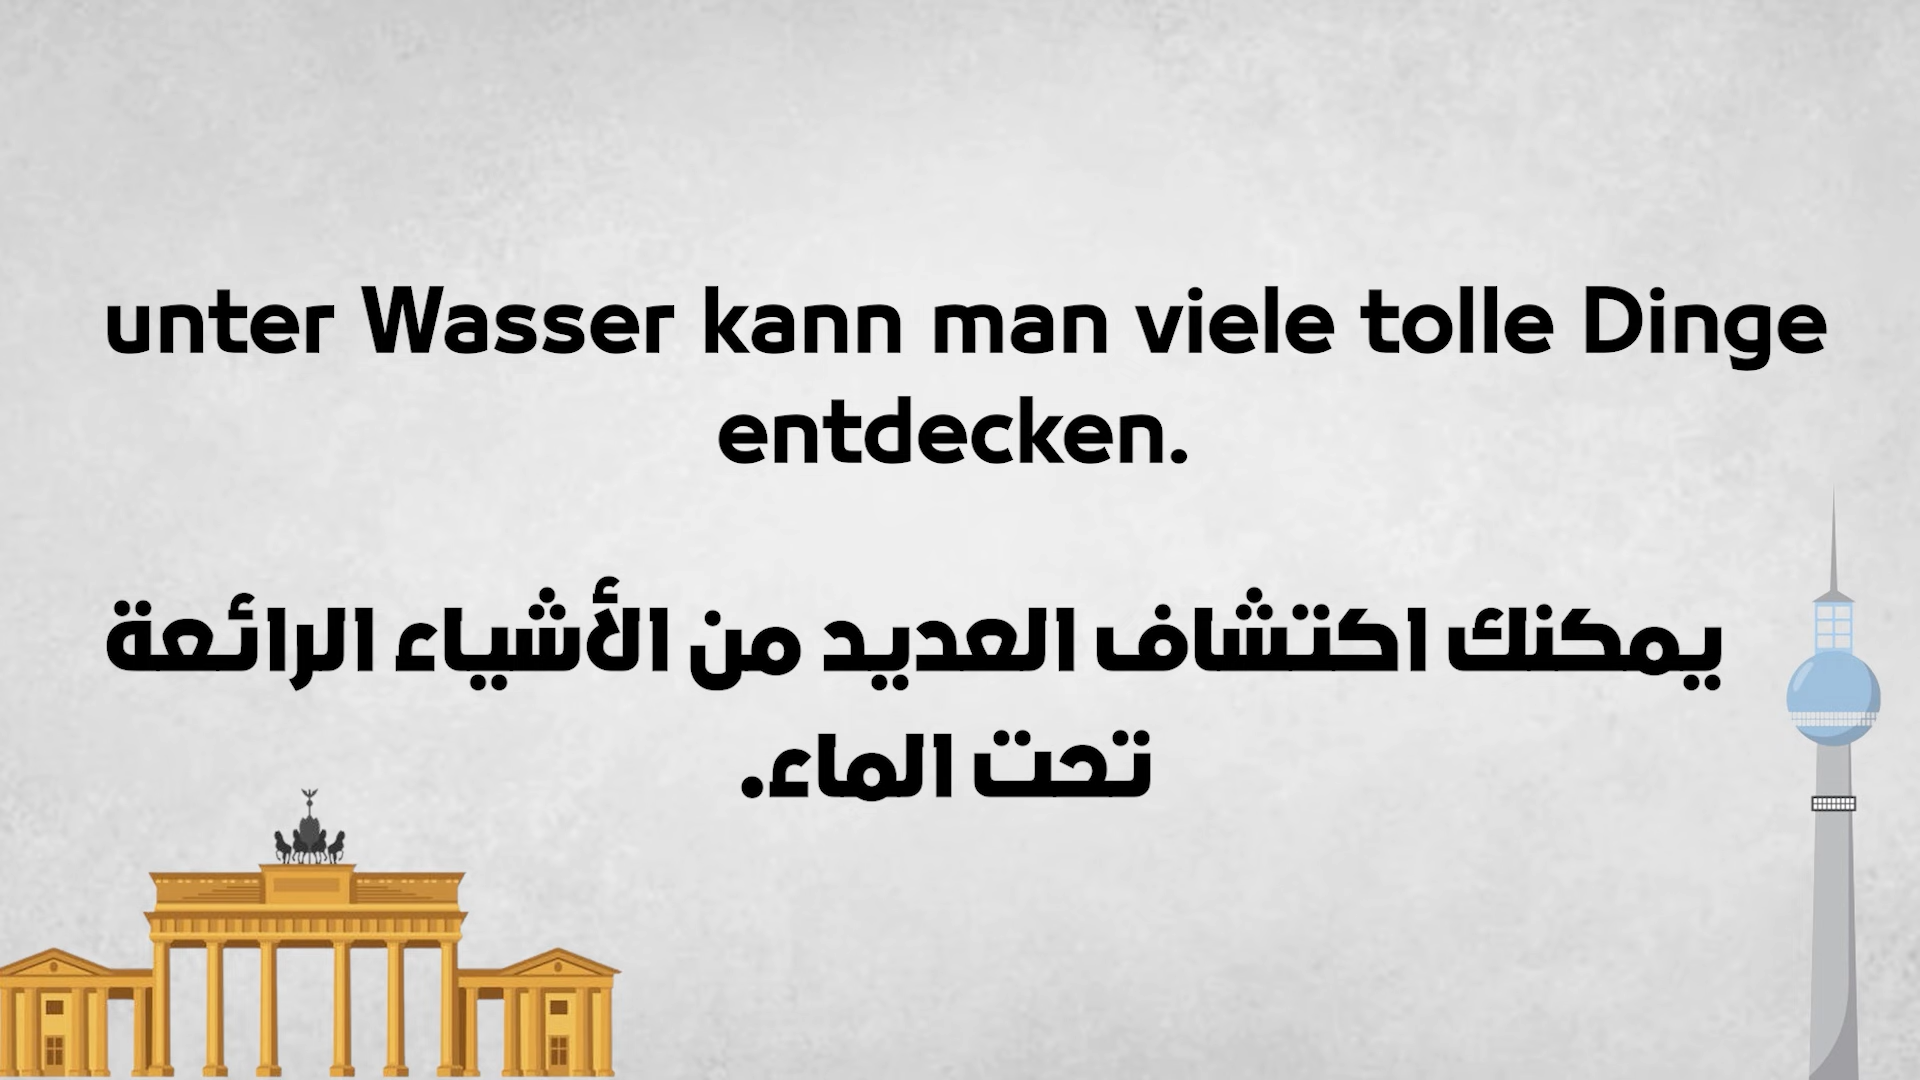 unter Wasser kann man viele tolle Dinge
entdecken.
يمكنك اكتشاف العديد من الأشياء الرائعة
تحت الماء.